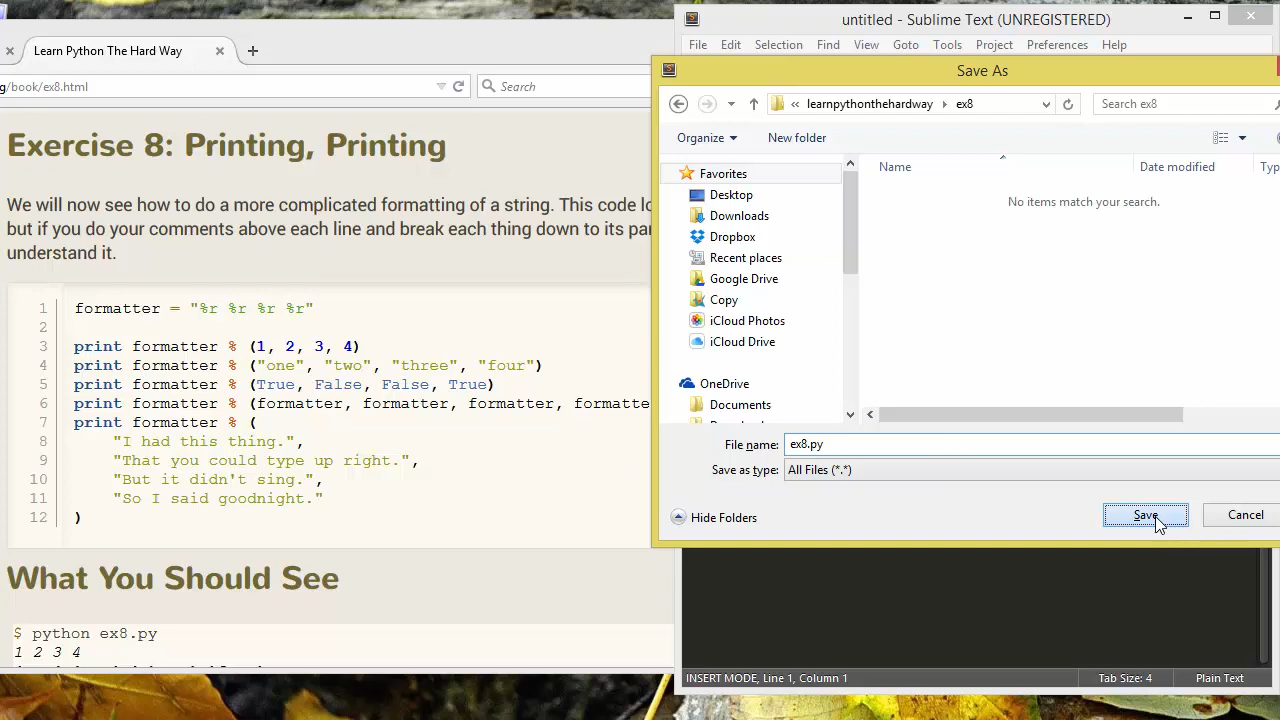 Learn Python The Hard Way
g/book/ex8.html
Search
Exercise 8: Printing, Printing
We will now see how to do a more complicated formatting of a string. This code lo
but if you do your comments above each line and break each thing down to its par
understand it.
1 formatter = "%r %r %r %r"
2
3 print formatter % (1, 2, 3, 4)
4 print formatter % ("one", "two", "three", "four")
5 print formatter % (True, False, False, True)
6 print formatter % (formatter, formatter, formatter, formatte
7 print formatter % (
8 "I had this thing.",
9 "That you could type up right.",
10 "But it didn't sing.",
11 "So I said goodnight."
12 )
What You Should See
$ python ex8.py
1 2 3 4
untitled - Sublime Text (UNREGISTERED)
File Edit Selection Find View Goto Tools Project Preferences Help
Save As
« learnpythonthehardway ex8
Search ex8
Organize New folder
Name Date modified Typ
No items match your search.
Favorites
Desktop
Downloads
Dropbox
Recent places
Google Drive
Copy
iCloud Photos
iCloud Drive
OneDrive
Documents
File name: ex8.py
Save as type: All Files (*.*)
Hide Folders
Save Cancel
INSERT MODE, Line 1, Column 1 Tab Size: 4 Plain Text